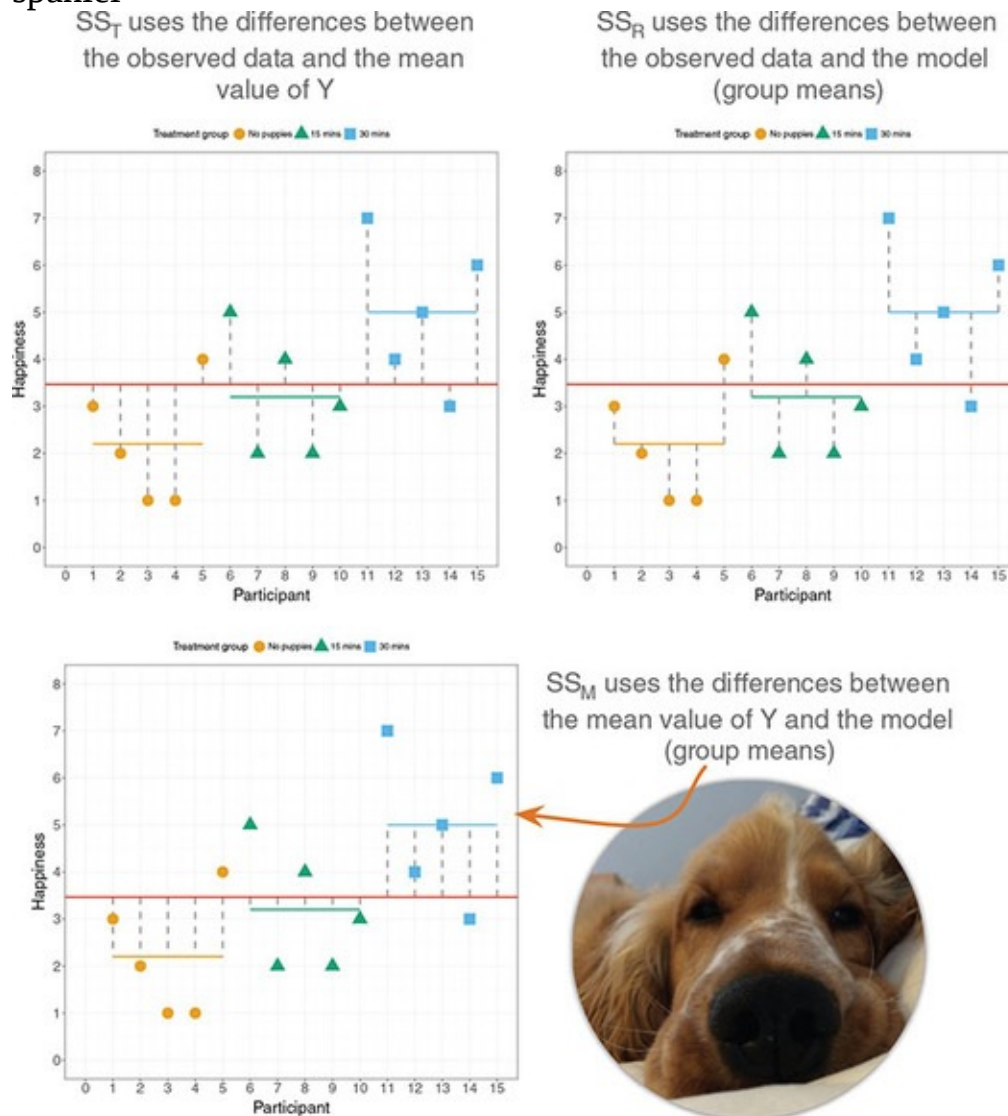 spaniel
SS_T uses the differences between
the observed data and the mean
value of Y
SS_R uses the differences between
the observed data and the model
(group means)
Treatment group No puppies 15 mins 30 mins
8
7
6
5
4
3
2
1
0
Happiness
0 1 2 3 4 5 6 7 8 9 10 11 12 13 14 15
Participant
Treatment group No puppies 15 mins 30 mins
8
7
6
5
4
3
2
1
0
Happiness
0 1 2 3 4 5 6 7 8 9 10 11 12 13 14 15
Participant
Treatment group No puppies 15 mins 30 mins
8
7
6
5
4
3
2
1
0
Happiness
0 1 2 3 4 5 6 7 8 9 10 11 12 13 14 15
Participant
SS_M uses the differences between
the mean value of Y and the model
(group means)